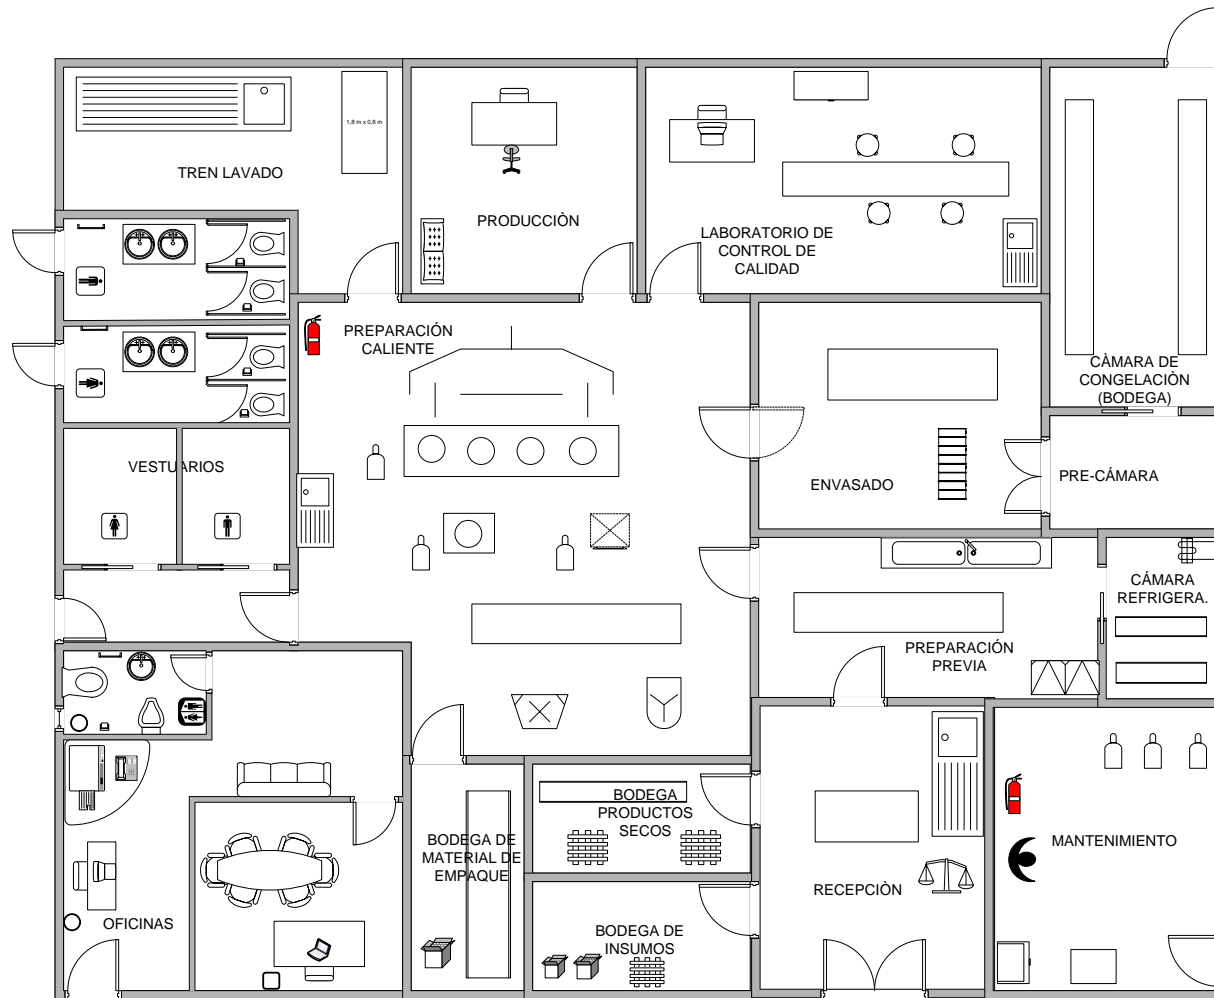 1,8 m x 0,8 m
TREN LAVADO
PRODUCCIÒN
LABORATORIO DE
CONTROL DE
CALIDAD
PREPARACIÓN
CALIENTE
CÀMARA DE
CONGELACIÒN
(BODEGA)
VESTUARIOS
ENVASADO
PRE-CÁMARA
CÁMARA
REFRIGERA.
PREPARACIÓN
PREVIA
BODEGA
PRODUCTOS
SECOS
BODEGA DE
MATERIAL DE
EMPAQUE
MANTENIMIENTO
RECEPCIÒN
OFICINAS
BODEGA DE
INSUMOS